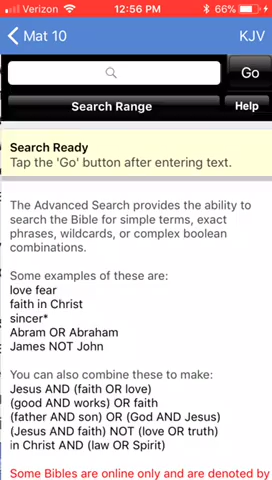 Verizon 12:56 PM 66%
Mat 10 KJV
Go
Search Range Help
Search Ready
Tap the 'Go' button after entering text.
The Advanced Search provides the ability to
search the Bible for simple terms, exact
phrases, wildcards, or complex boolean
combinations.
Some examples of these are:
love fear
faith in Christ
sincer*
Abram OR Abraham
James NOT John
You can also combine these to make:
Jesus AND (faith OR love)
(good AND works) OR faith
(father AND son) OR (God AND Jesus)
(Jesus AND faith) NOT (love OR truth)
in Christ AND (law OR Spirit)
Some Bibles are online only and are denoted by